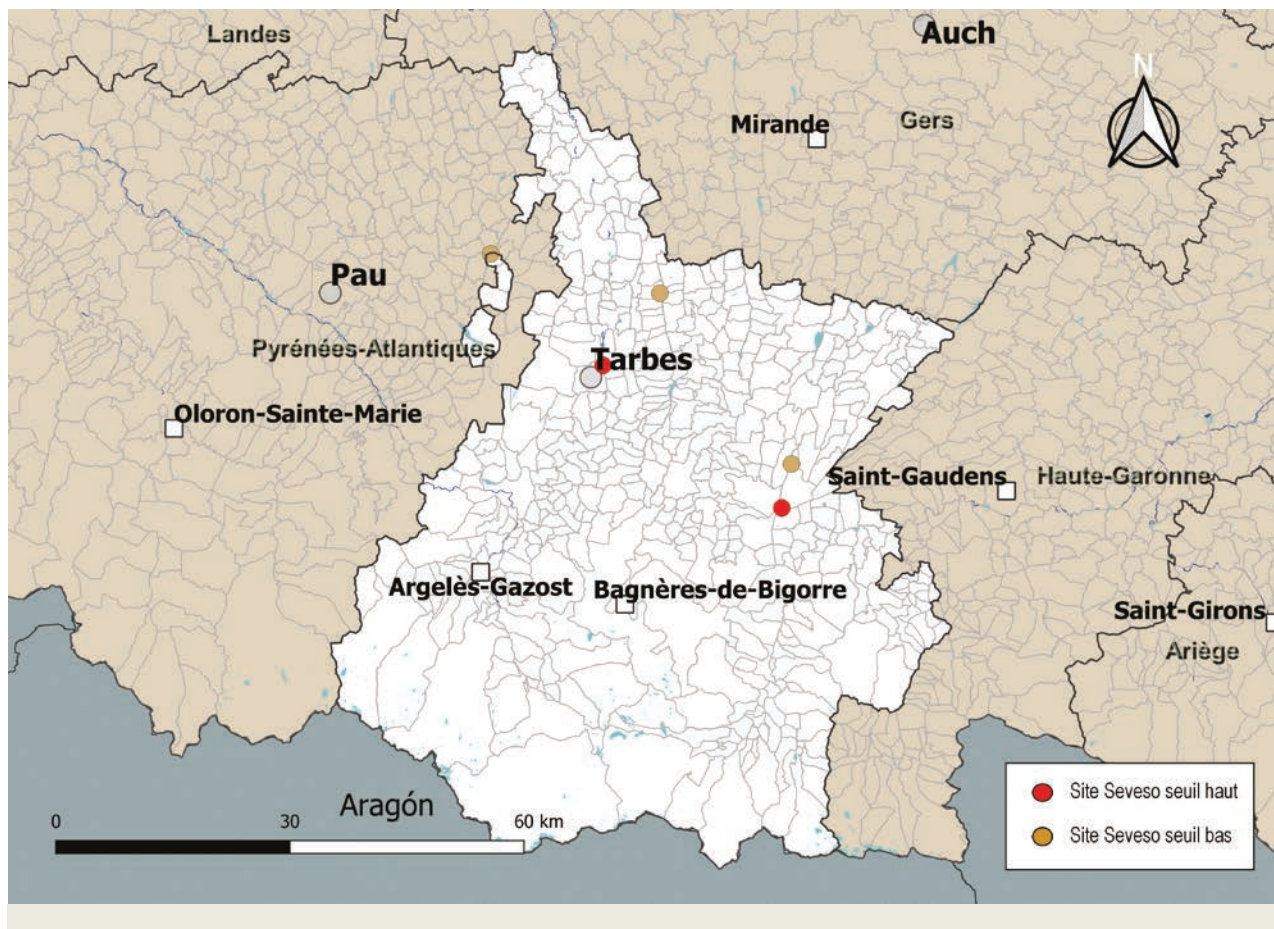 Landes
Auch
N
Mirande
Gers
Pau
Tarbes
Pyrénées-Atlantiques
Oloron-Sainte-Marie
Saint-Gaudens
Haute-Garonne
Argelès-Gazost
Bagnères-de-Bigorre
Saint-Girons
Ariège
Aragón
0 30 60 km
Site Seveso seuil haut
Site Seveso seuil bas